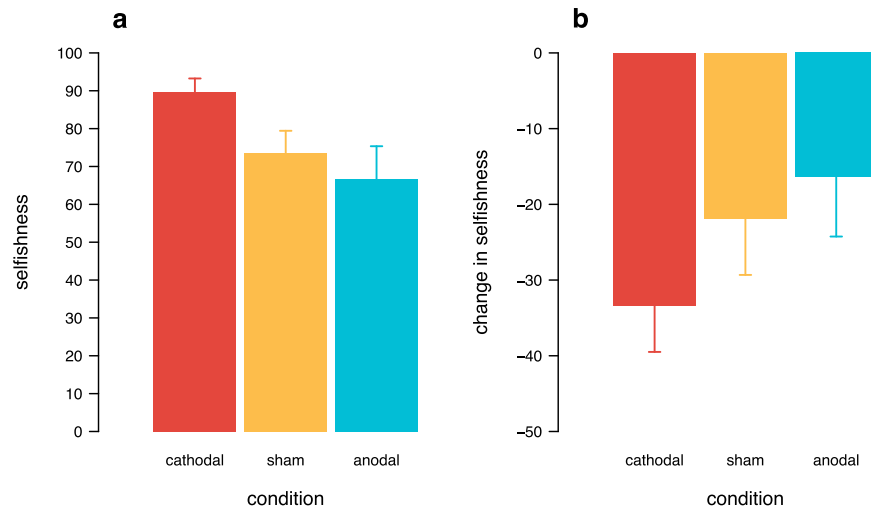 a
selfishness
100
90
80
70
60
50
40
30
20
10
0
cathodal sham anodal
condition
b
change in selfishness
0
−10
−20
−30
−40
−50
cathodal sham anodal
condition